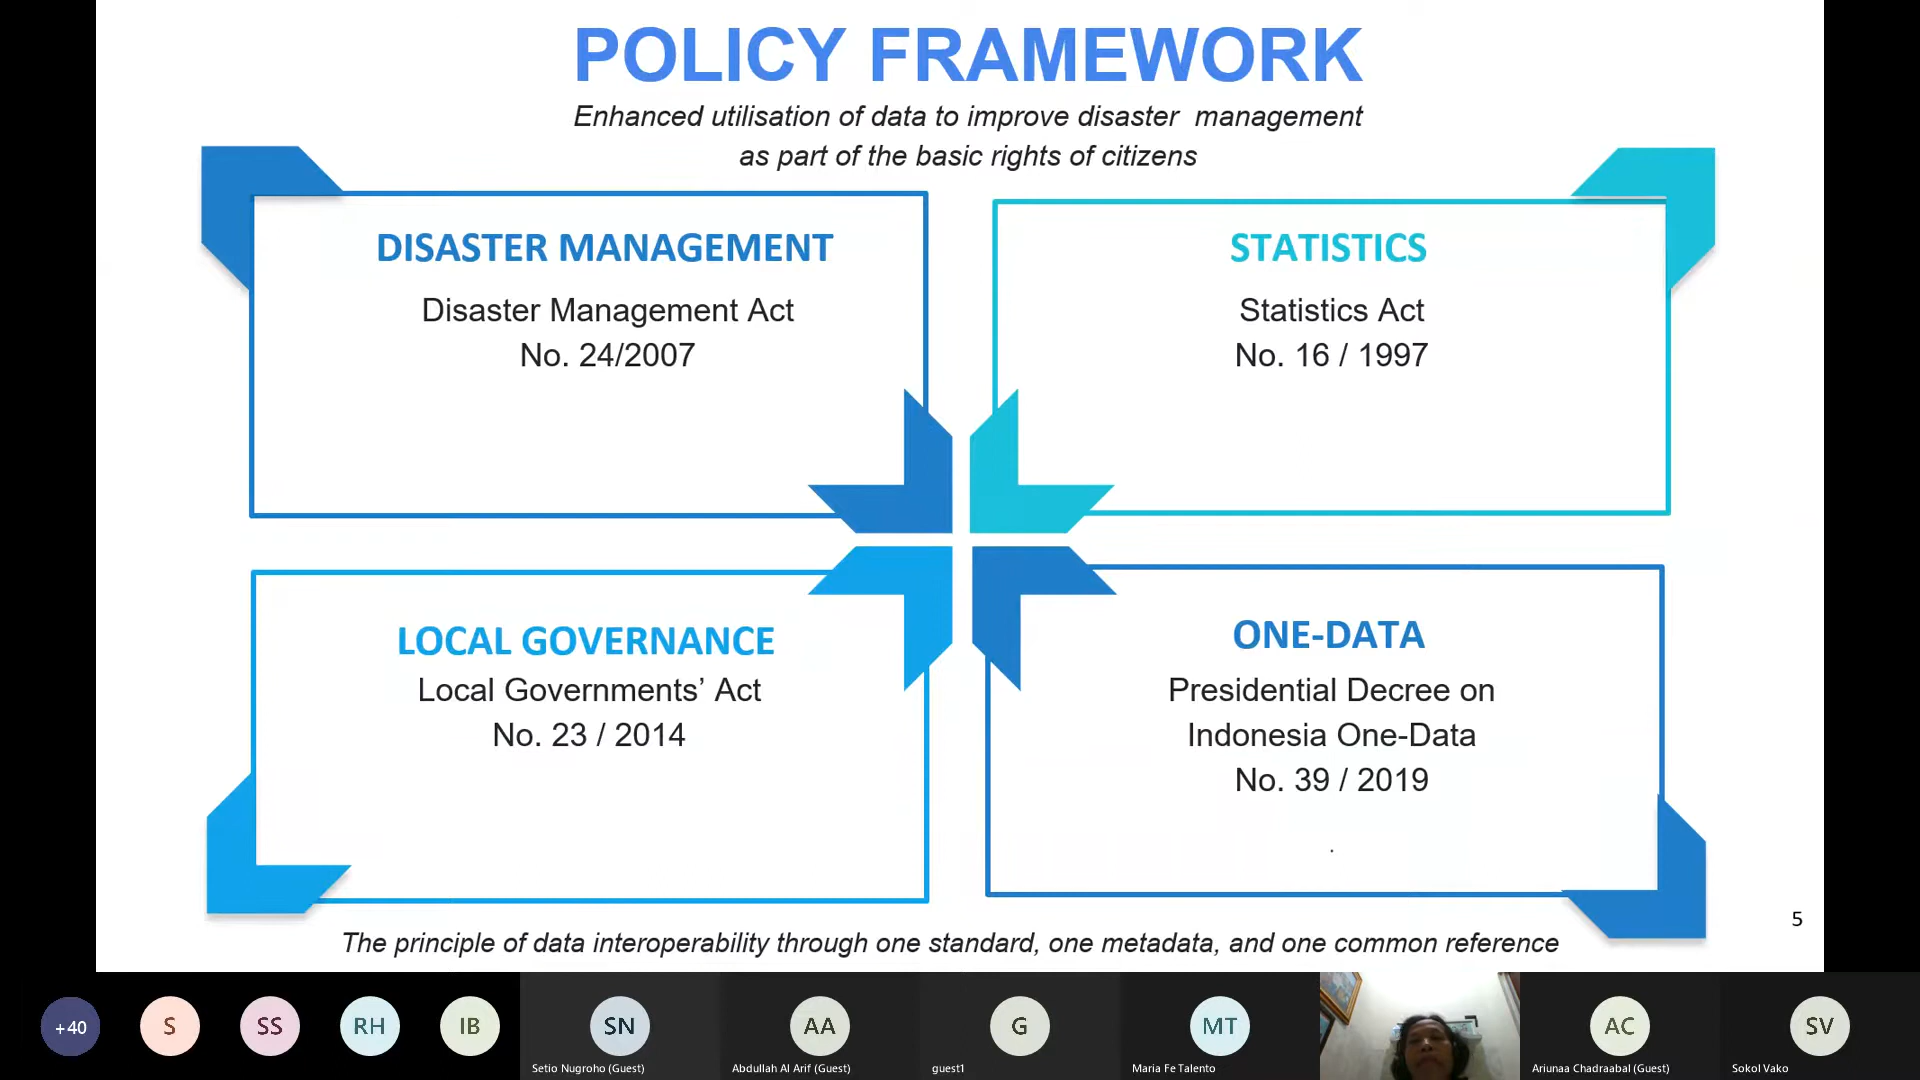 POLICY FRAMEWORK
Enhanced utilisation of data to improve disaster management
as part of the basic rights of citizens
DISASTER MANAGEMENT
Disaster Management Act
No. 24/2007
STATISTICS
Statistics Act
No. 16 / 1997
LOCAL GOVERNANCE
Local Governments’ Act
No. 23 / 2014
ONE-DATA
Presidential Decree on
Indonesia One-Data
No. 39 / 2019
.
5
The principle of data interoperability through one standard, one metadata, and one common reference
+40
S
SS
RH
IB
SN
Setio Nugroho (Guest)
AA
Abdullah Al Arif (Guest)
G
guest1
MT
Maria Fe Talento
AC
Ariunaa Chadraabal (Guest)
SV
Sokol Vako